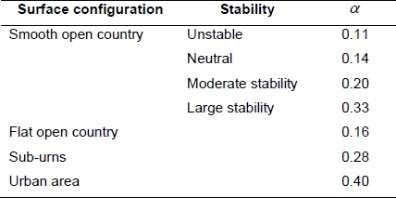 Surface configuration Stability α
Smooth open country Unstable 0.11
Neutral 0.14
Moderate stability 0.20
Large stability 0.33
Flat open country 0.16
Sub-urns 0.28
Urban area 0.40